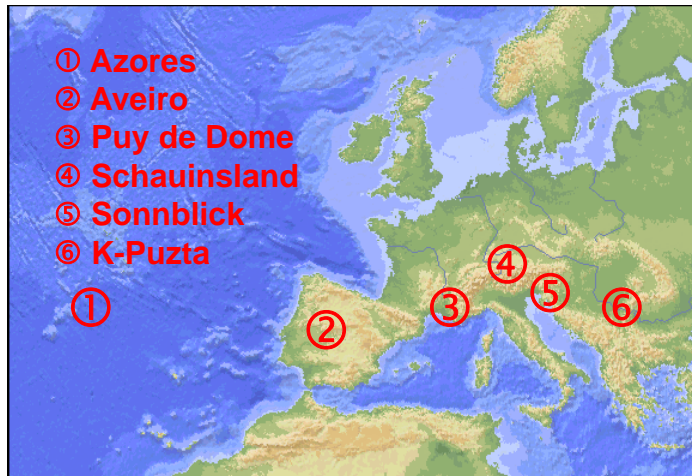 ① Azores
② Aveiro
③ Puy de Dome
④ Schauinsland
⑤ Sonnblick
⑥ K-Puzta
④
⑤
①
③
⑥
②